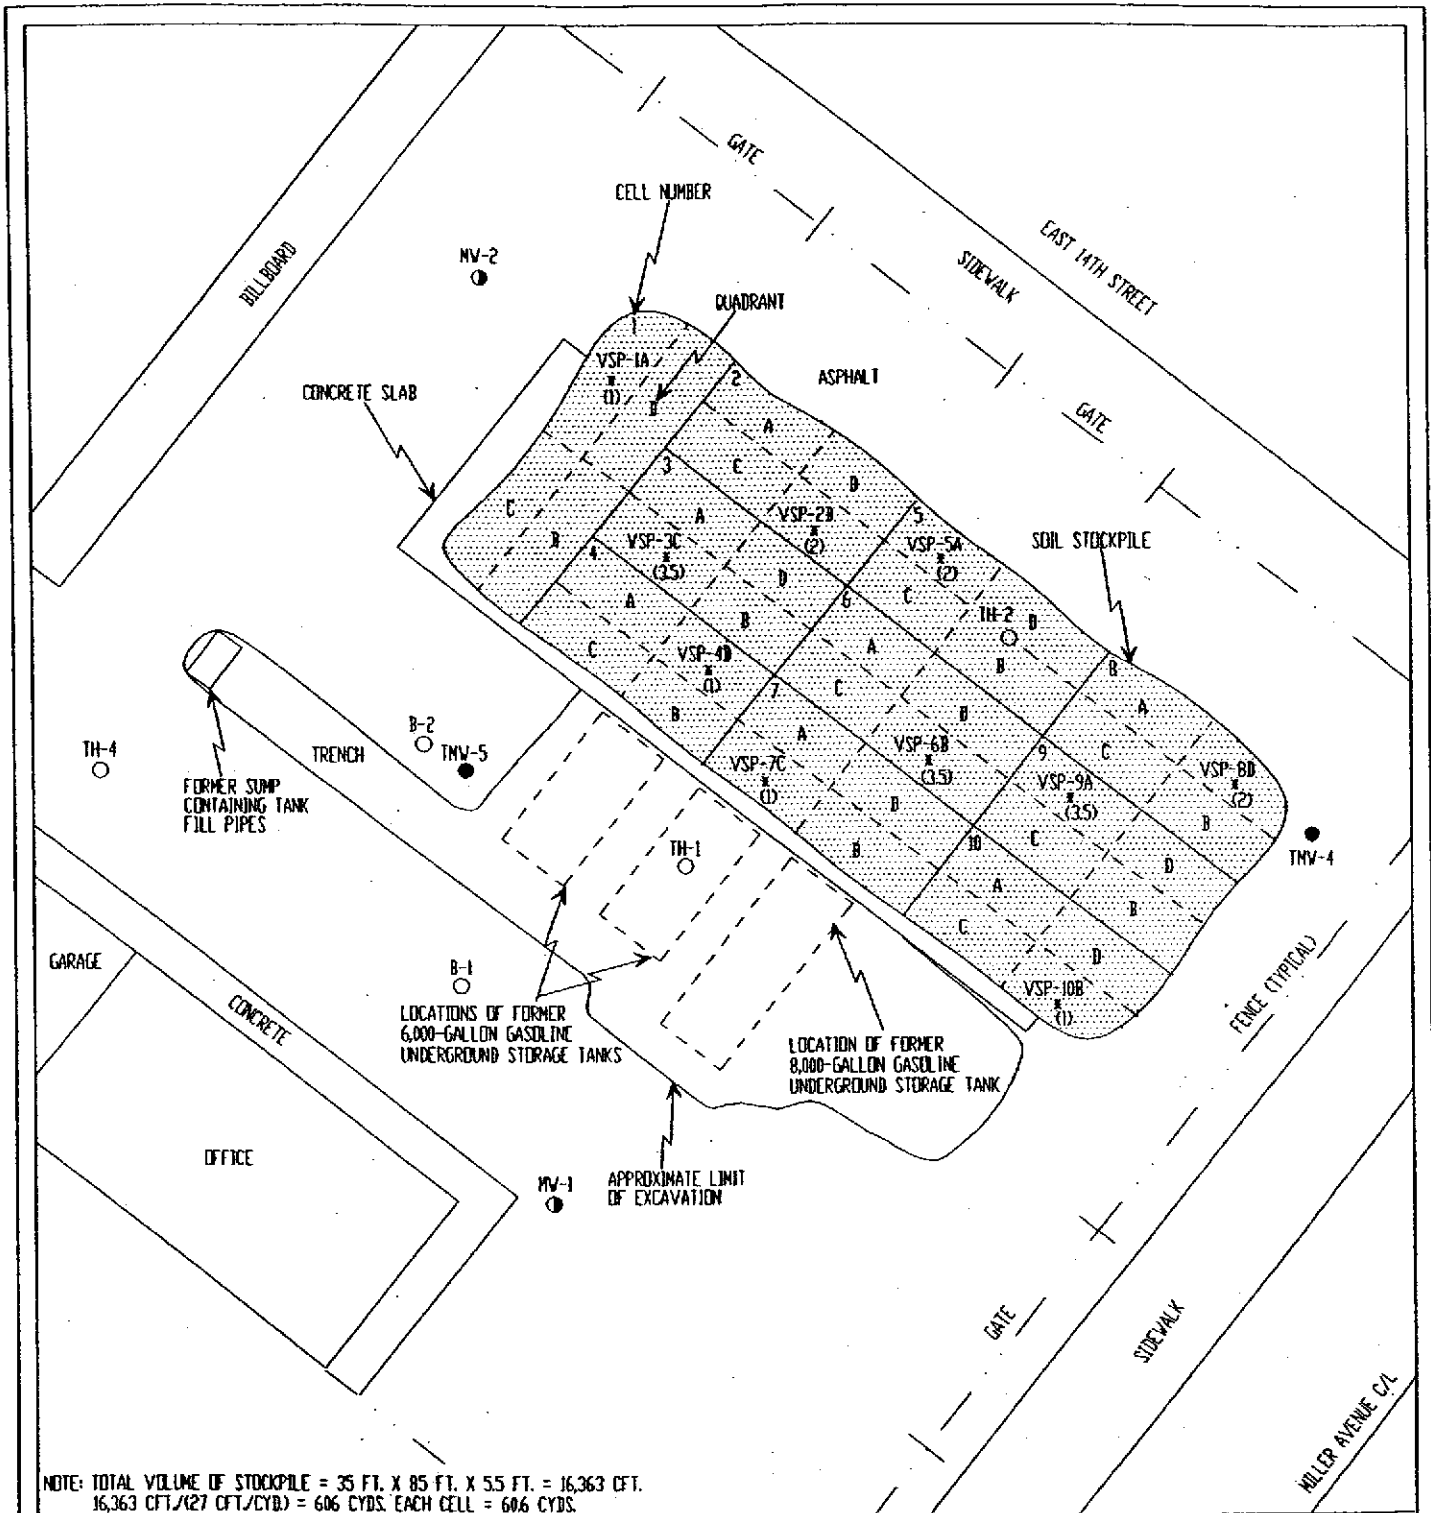 GATE
CELL NUMBER
EAST 14TH STREET
SIDEWALK
MW-2
BILLBOARD
QUADRANT
1
VSP-1A
(1)
2
ASPHALT
CONCRETE SLAB
D
GATE
A
C
3
D
C
A
VSP-2B
(2)
5
VSP-5A
(2)
SOIL STOCKPILE
B
VSP-3C
(3.5)
4
D
6
C
A
B
TH-2
D
C
VSP-4D
(1)
A
B
8
7
C
A
B
A
D
C
B-2
TMW-5
TH-4
TRENCH
VSP-6B
(3.5)
9
VSP-7C
(1)
VSP-9A
(3.5)
VSP-8D
(2)
FORMER SUMP
CONTAINING TANK
FILL PIPES
D
B
TMW-4
TH-1
B
10
C
D
A
B
C
GARAGE
B-1
D
CONCRETE
VSP-10B
(1)
FENCE (TYPICAL)
LOCATIONS OF FORMER
6,000-GALLON GASOLINE
UNDERGROUND STORAGE TANKS
LOCATION OF FORMER
8,000-GALLON GASOLINE
UNDERGROUND STORAGE TANK
OFFICE
MW-1
APPROXIMATE LIMIT
OF EXCAVATION
GATE
SIDEWALK
MILLER AVENUE C/L
NOTE: TOTAL VOLUME OF STOCKPILE = 35 FT. X 85 FT. X 5.5 FT. = 16,363 CFT.
16,363 CFT./(27 CFT./CYD.) = 606 CYDS. EACH CELL = 60.6 CYDS.